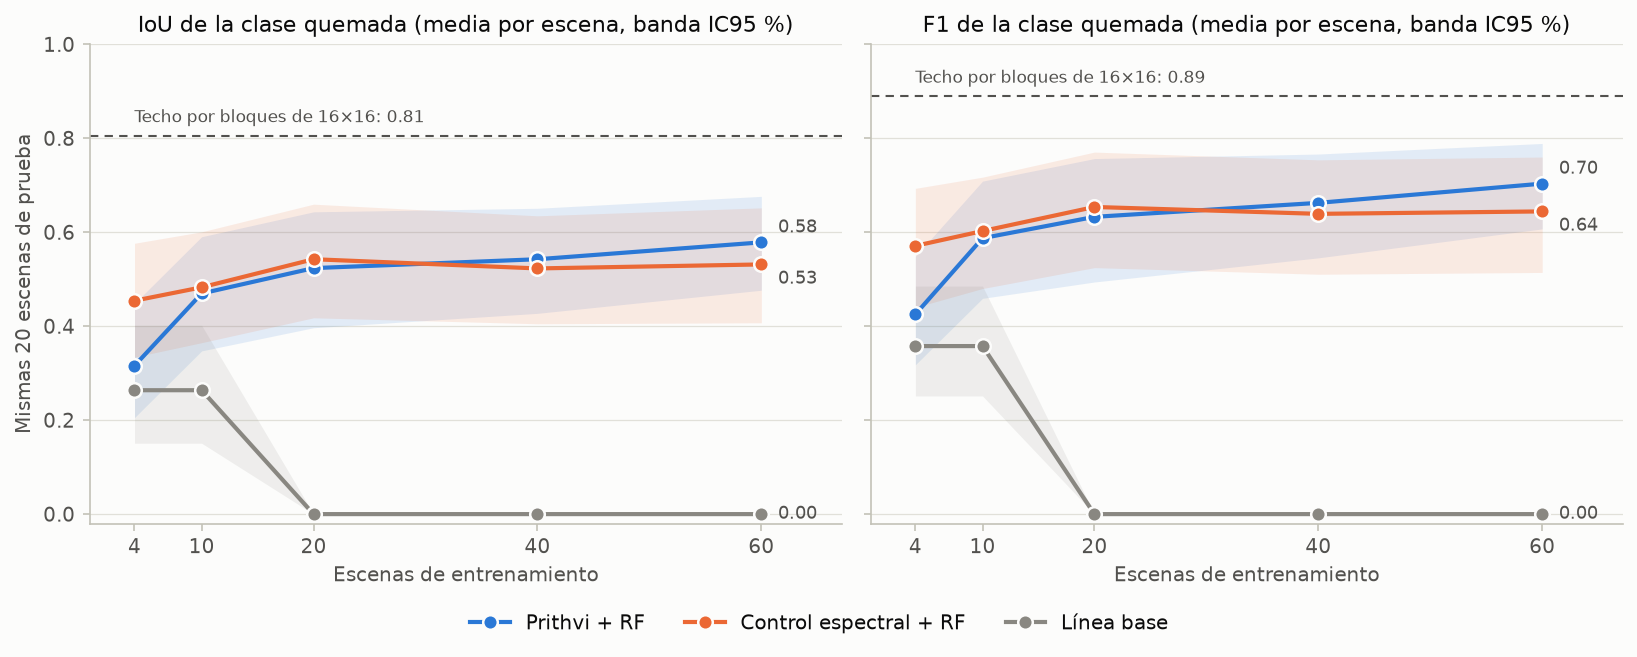 IoU de la clase quemada (media por escena, banda IC95 %)
F1 de la clase quemada (media por escena, banda IC95 %)
Mismas 20 escenas de prueba
1.0
0.8
0.6
0.4
0.2
0.0
Techo por bloques de 16×16: 0.81
0.58
0.53
0.00
4 10 20 40 60
Escenas de entrenamiento
Techo por bloques de 16×16: 0.89
0.70
0.64
0.00
4 10 20 40 60
Escenas de entrenamiento
Prithvi + RF Control espectral + RF Línea base